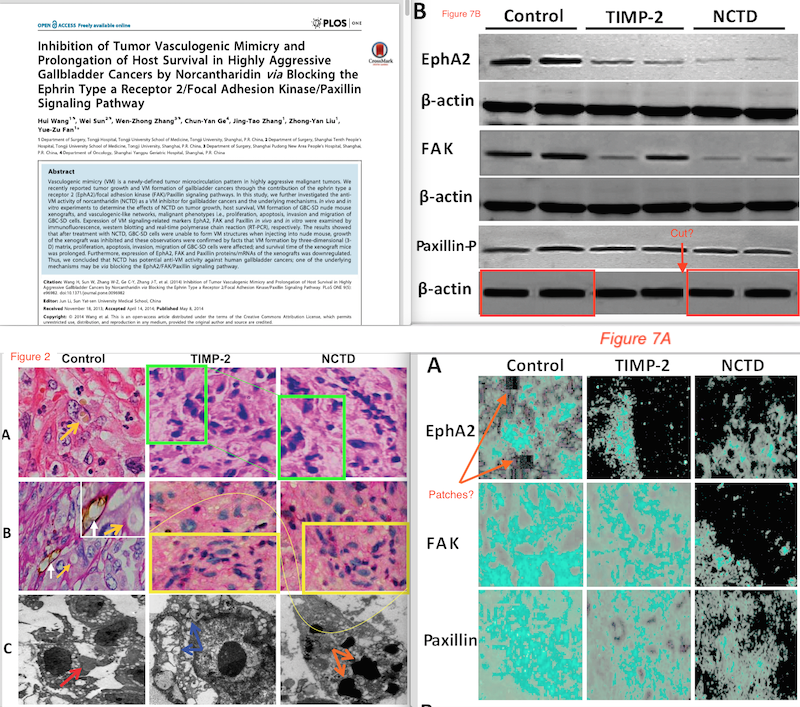 OPEN ACCESS Freely available online
PLOS | ONE
Inhibition of Tumor Vasculogenic Mimicry and
Prolongation of Host Survival in Highly Aggressive
Gallbladder Cancers by Norcantharidin via Blocking the
Ephrin Type a Receptor 2/Focal Adhesion Kinase/Paxillin
Signaling Pathway
CrossMark
Hui Wang¹⁹, Wei Sun²⁹, Wen-Zhong Zhang³⁹, Chun-Yan Ge⁴, Jing-Tao Zhang¹, Zhong-Yan Liu¹,
Yue-Zu Fan¹*
1 Department of Surgery, Tongji Hospital, Tongji University School of Medicine, Tongji University, Shanghai, P.R. China, 2 Department of Surgery, Shanghai Tenth People's
Hospital, Tongji University School of Medicine, Tongji University, Shanghai, P.R. China, 3 Department of Surgery, Shanghai Pudong New Area People's Hospital, Shanghai,
P.R. China, 4 Department of Oncology, Shanghai Yangpu Geriatric Hospital, Shanghai, P.R. China
Abstract
Vasculogenic mimicry (VM) is a newly-defined tumor microcirculation pattern in highly aggressive malignant tumors. We
recently reported tumor growth and VM formation of gallbladder cancers through the contribution of the ephrin type a
receptor 2 (EphA2)/focal adhesion kinase (FAK)/Paxillin signaling pathways. In this study, we further investigated the anti-
VM activity of norcantharidin (NCTD) as a VM inhibitor for gallbladder cancers and the underlying mechanisms. In vivo and in
vitro experiments to determine the effects of NCTD on tumor growth, host survival, VM formation of GBC-SD nude mouse
xenografts, and vasculogenic-like networks, malignant phenotypes i.e., proliferation, apoptosis, invasion and migration of
GBC-SD cells. Expression of VM signaling-related markers EphA2, FAK and Paxillin in vivo and in vitro were examined by
immunofluorescence, western blotting and real-time polymerase chain reaction (RT-PCR), respectively. The results showed
that after treatment with NCTD, GBC-SD cells were unable to form VM structures when injecting into nude mouse, growth
of the xenograft was inhibited and these observations were confirmed by facts that VM formation by three-dimensional (3-
D) matrix, proliferation, apoptosis, invasion, migration of GBC-SD cells were affected; and survival time of the xenograft mice
was prolonged. Furthermore, expression of EphA2, FAK and Paxillin proteins/mRNAs of the xenografts was downregulated.
Thus, we concluded that NCTD has potential anti-VM activity against human gallbladder cancers; one of the underlying
mechanisms may be via blocking the EphA2/FAK/Paxillin signaling pathway.
Citation: Wang H, Sun W, Zhang W-Z, Ge C-Y, Zhang J-T, et al. (2014) Inhibition of Tumor Vasculogenic Mimicry and Prolongation of Host Survival in Highly
Aggressive Gallbladder Cancers by Norcantharidin via Blocking the Ephrin Type a Receptor 2/Focal Adhesion Kinase/Paxillin Signaling Pathway. PLoS ONE 9(5):
Editor: Jun Li, Sun Yat-sen University Medical School, China
Received November 18, 2013; Accepted April 14, 2014; Published May 8, 2014
Copyright: © 2014 Wang et al. This is an open-access article distributed under the terms of the Creative Commons Attribution License, which permits
unrestricted use, distribution, and reproduction in any medium, provided the original author and source are credited.
B
Figure 7B
Control TIMP-2 NCTD
EphA2
β-actin
FAK
β-actin
Paxillin-P
Cut?
β-actin
Figure 2
Control TIMP-2 NCTD
A
B
C
Figure 7A
A
Control TIMP-2 NCTD
EphA2
Patches?
FAK
Paxillin